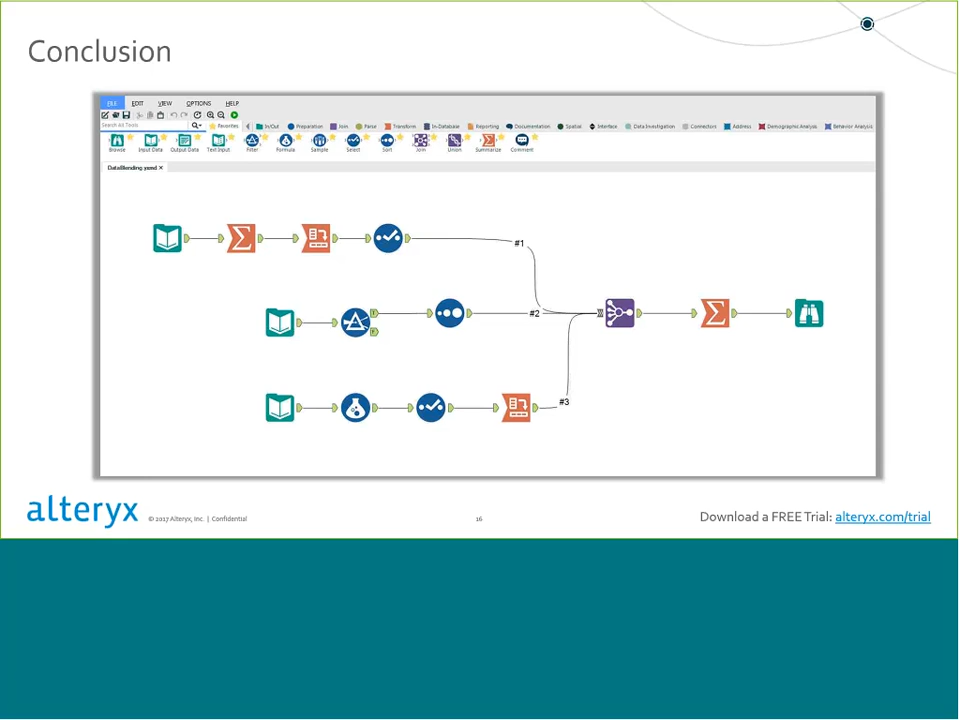 Conclusion
FILE EDIT VIEW OPTIONS HELP
Search All Tools Favorites In/Out Preparation Join Parse Transform In-Database Reporting Documentation Spatial Interface Data Investigation Connectors Address Demographic Analysis Behavior Analysis
Browse Input Data Output Data Text Input Filter Formula Sample Select Sort Join Union Summarize Comment
DataBlending.yxmd X
#1
T
#2
F
#3
alteryx © 2017 Alteryx, Inc. | Confidential 16 Download a FREE Trial: alteryx.com/trial